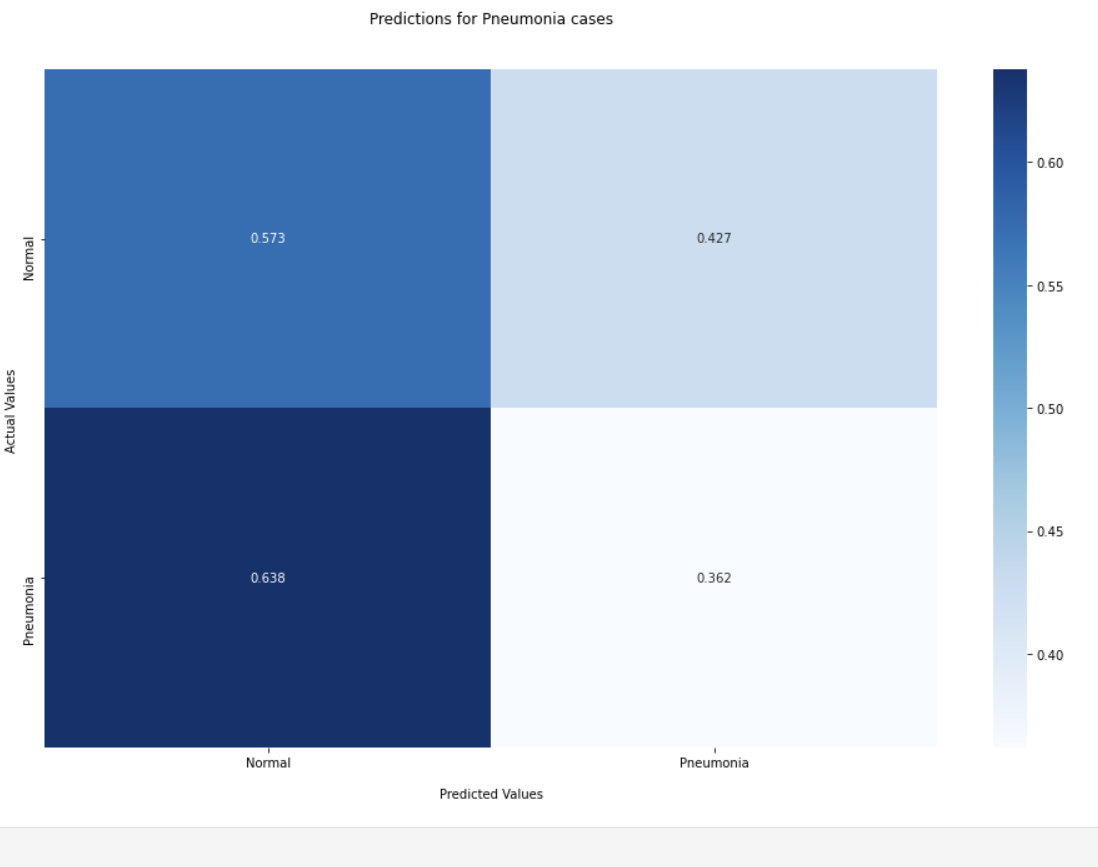 Predictions for Pneumonia cases
0.573
0.427
0.638
0.362
Normal
Pneumonia
Actual Values
Normal
Pneumonia
Predicted Values
0.60
0.55
0.50
0.45
0.40